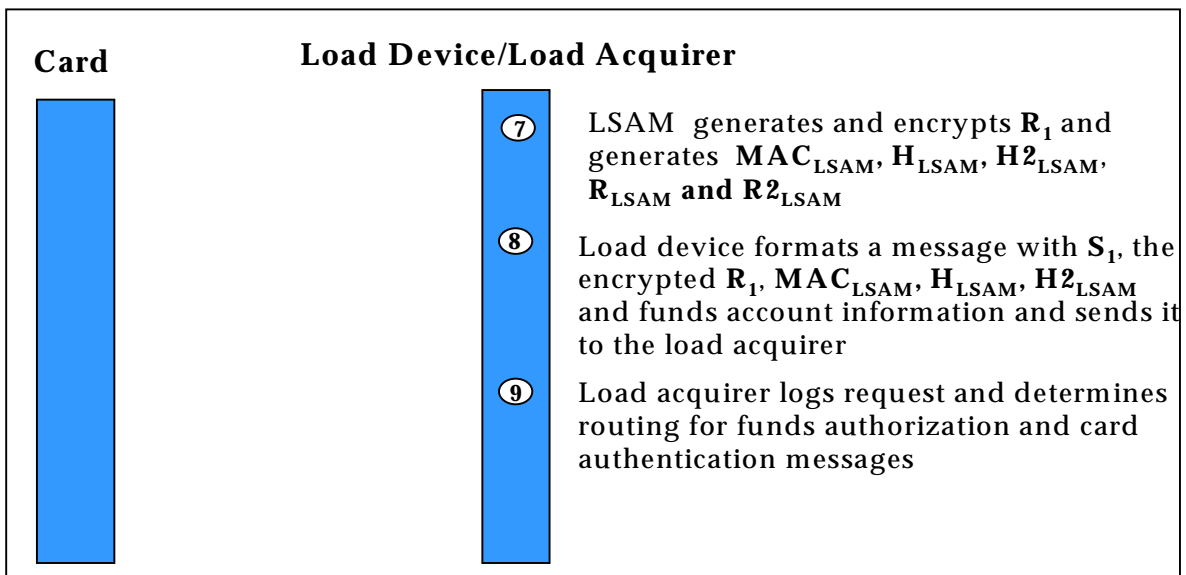 Card
Load Device/Load Acquirer
7
LSAM generates and encrypts R1 and
generates MACLSAM, HLSAM, H2LSAM,
RLSAM and R2LSAM
8
Load device formats a message with S1, the
encrypted R1, MACLSAM, HLSAM, H2LSAM
and funds account information and sends it
to the load acquirer
9
Load acquirer logs request and determines
routing for funds authorization and card
authentication messages